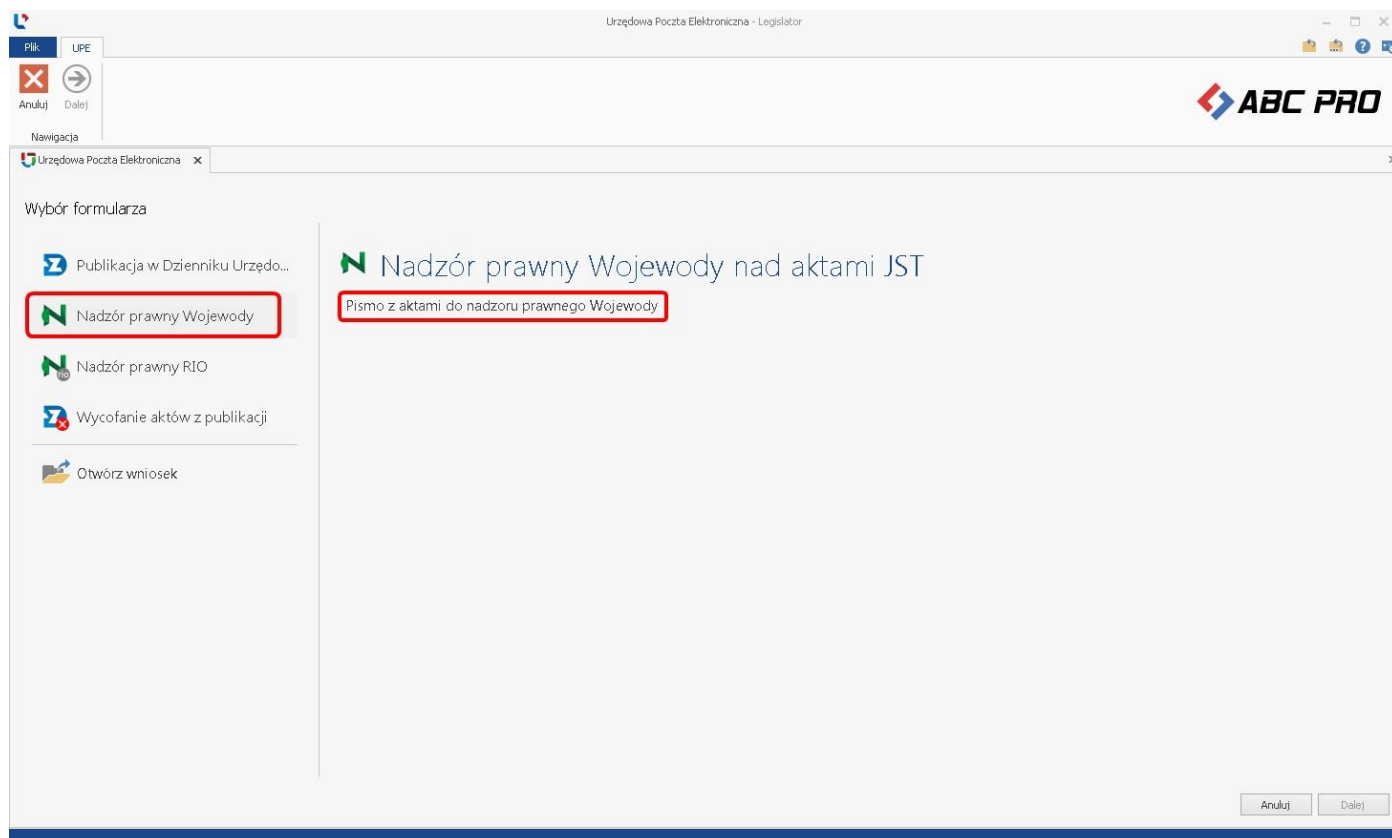 Urzędowa Poczta Elektroniczna - Legislator
Plik UPE
Anuluj Dalej
Nawigacja
ABC PRO
Urzędowa Poczta Elektroniczna
Wybór formularza
Publikacja w Dzienniku Urzędo...
Nadzór prawny Wojewody
Nadzór prawny RIO
Wycofanie aktów z publikacji
Otwórz wniosek
Nadzór prawny Wojewody nad aktami JST
Pismo z aktami do nadzoru prawnego Wojewody
Anuluj Dalej